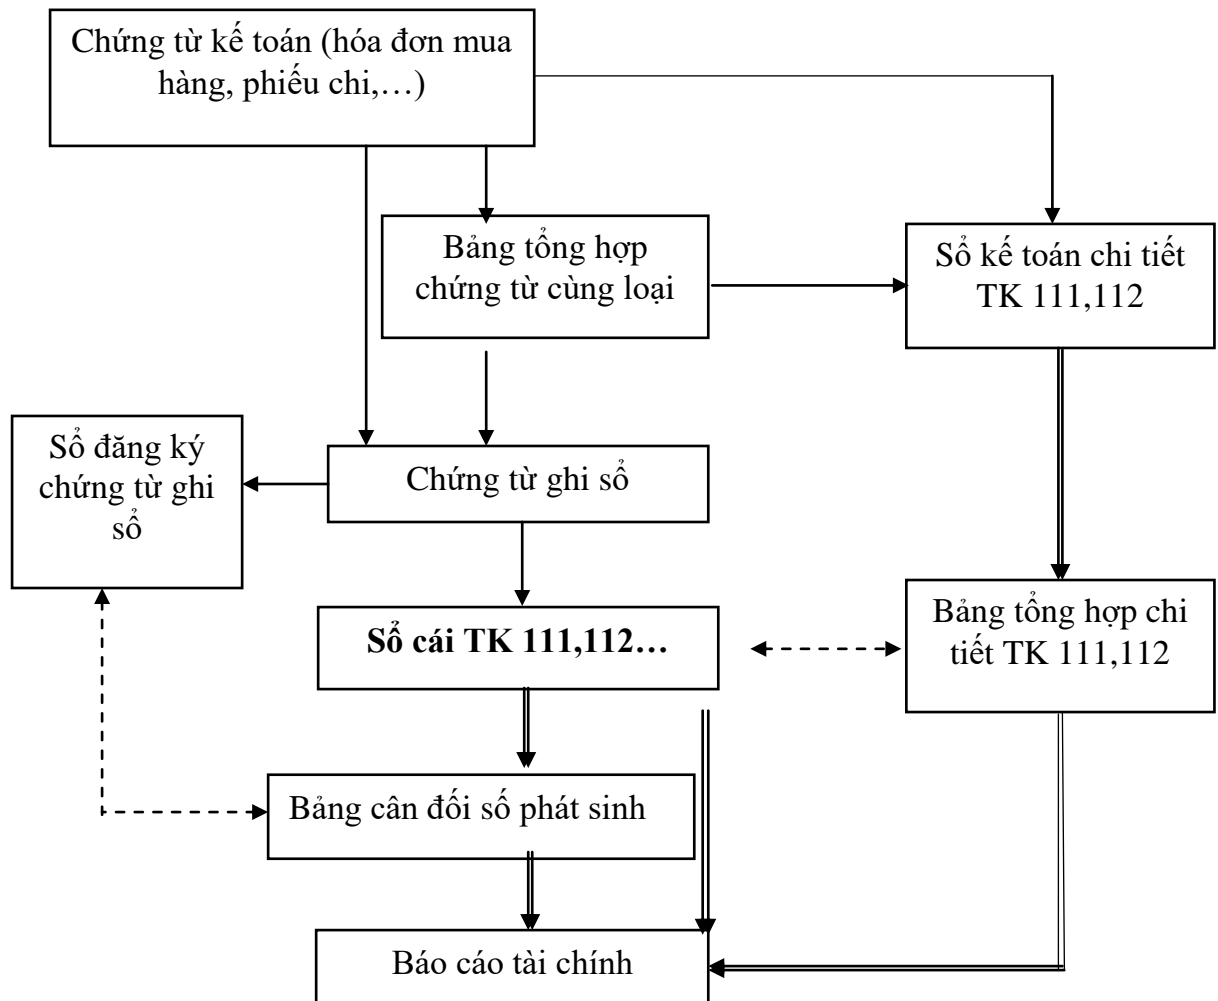 Chứng từ kế toán (hóa đơn mua
hàng, phiếu chi,…)
Bảng tổng hợp
chứng từ cùng loại
Sổ kế toán chi tiết
TK 111,112
Sổ đăng ký
chứng từ ghi
sổ
Chứng từ ghi sổ
Sổ cái TK 111,112…
Bảng tổng hợp chi
tiết TK 111,112
Bảng cân đối số phát sinh
Báo cáo tài chính